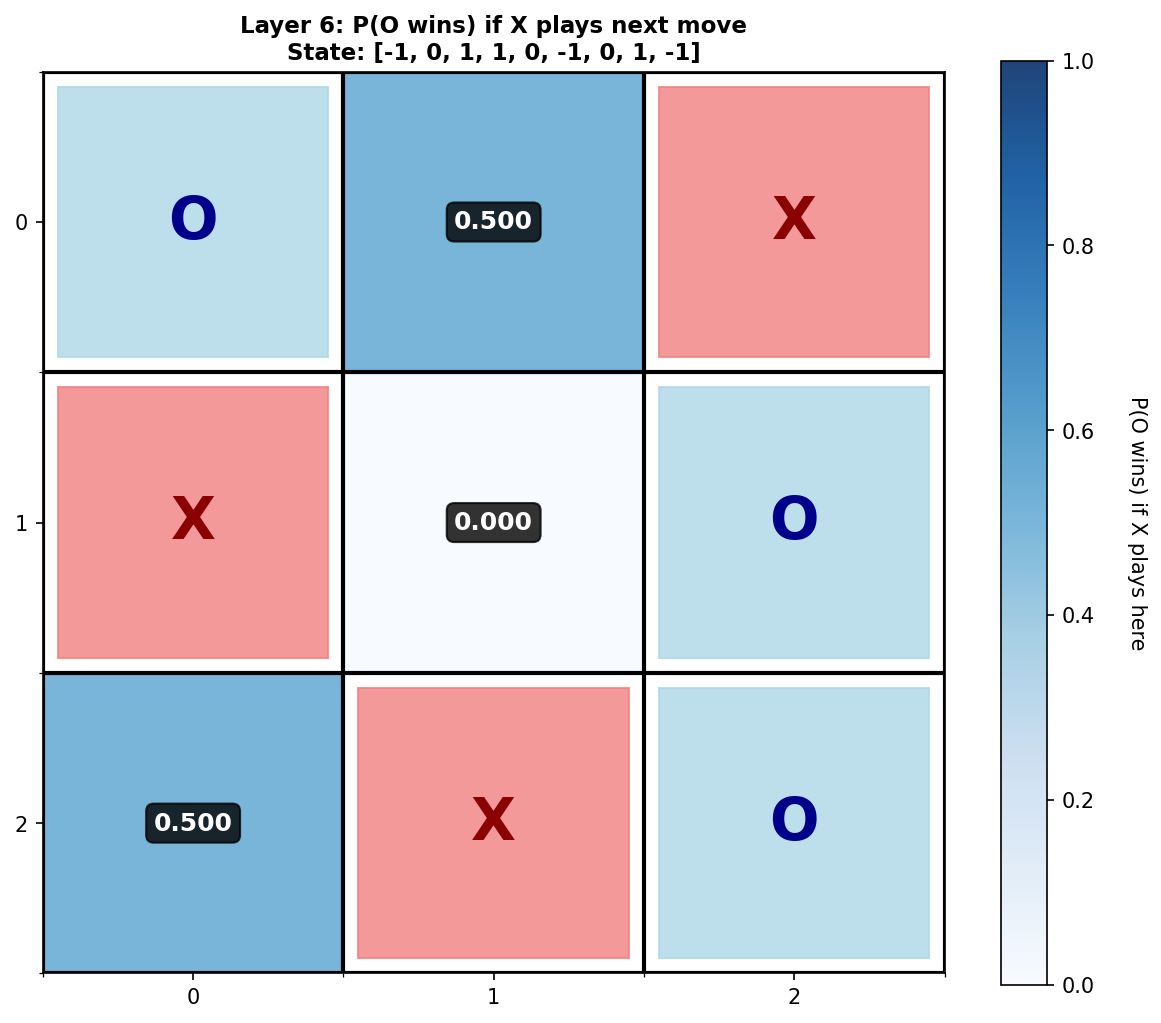 Layer 6: P(O wins) if X plays next move
State: [-1, 0, 1, 1, 0, -1, 0, 1, -1]
1.0
0.8
0.6
0.4
0.2
0.0
P(O wins) if X plays here
0
O
0.500
X
1
X
0.000
O
2
0.500
X
O
0
1
2